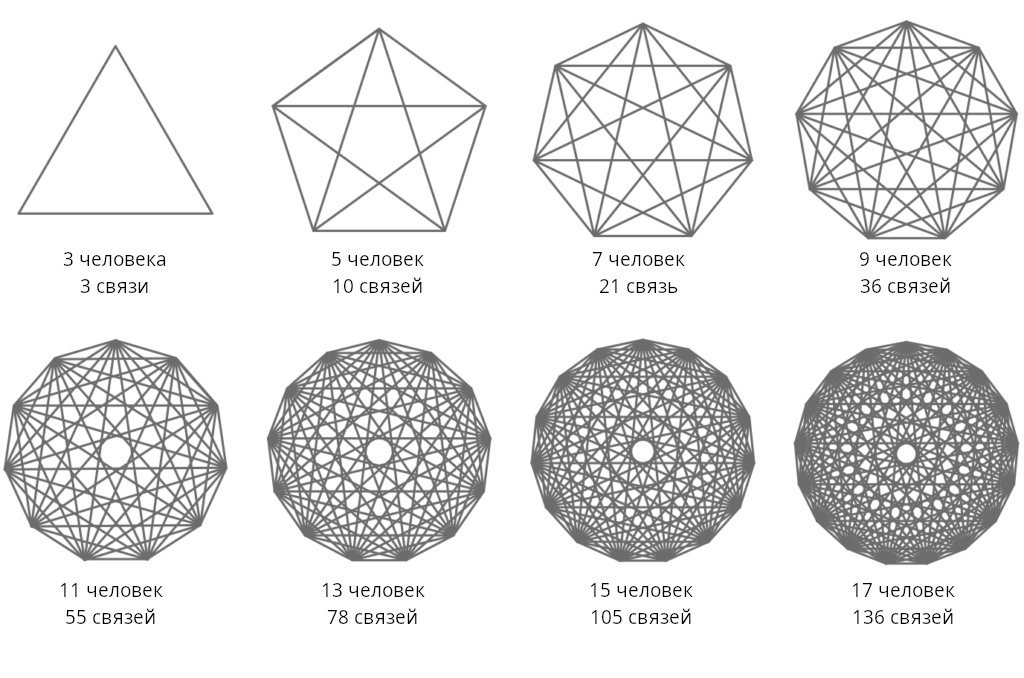 3 человека
3 связи
5 человек
10 связей
7 человек
21 связь
9 человек
36 связей
11 человек
55 связей
13 человек
78 связей
15 человек
105 связей
17 человек
136 связей